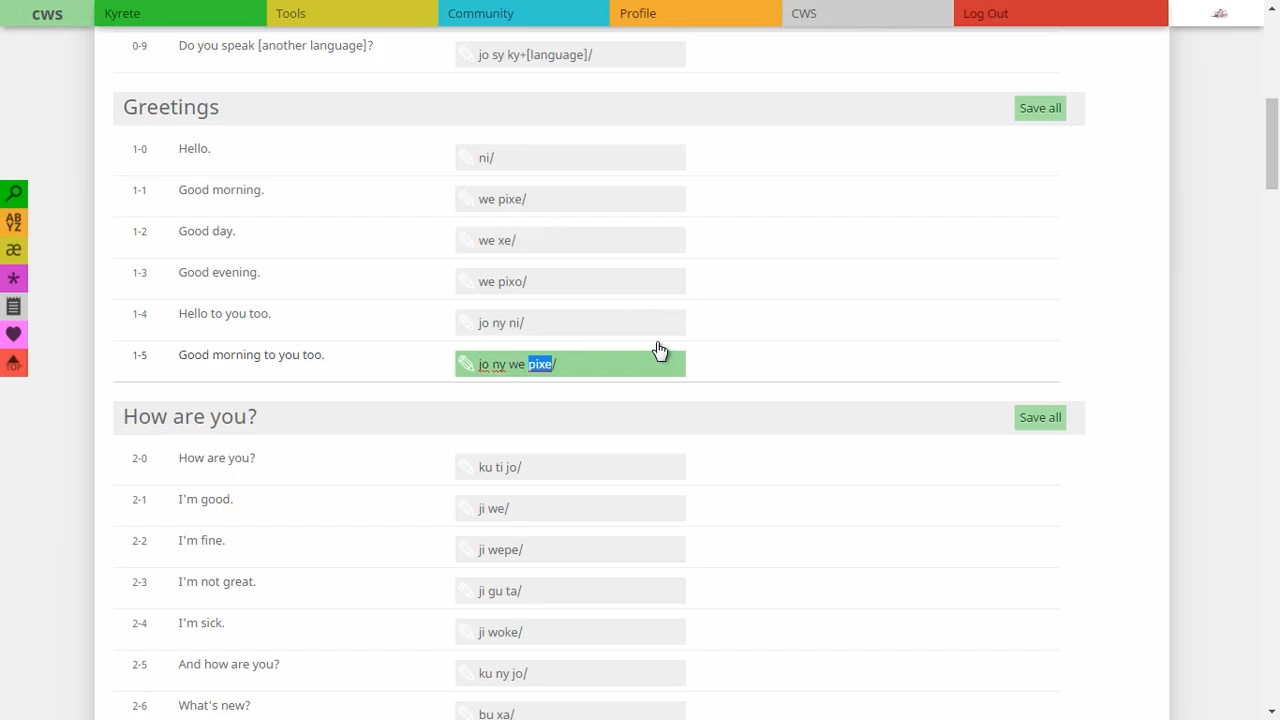 CWS Kyrete Tools Community Profile CWS Log Out
0-9 Do you speak [another language]? jo sy ky+[language]/
Greetings Save all
1-0 Hello. ni/
1-1 Good morning. we pixe/
1-2 Good day. we xe/
1-3 Good evening. we pixo/
1-4 Hello to you too. jo ny ni/
1-5 Good morning to you too. jo ny we pixe/
How are you? Save all
2-0 How are you? ku ti jo/
2-1 I'm good. ji we/
2-2 I'm fine. ji wepe/
2-3 I'm not great. ji gu ta/
2-4 I'm sick. ji woke/
2-5 And how are you? ku ny jo/
2-6 What's new? bu xa/
AB
YZ
æ
*
TOP